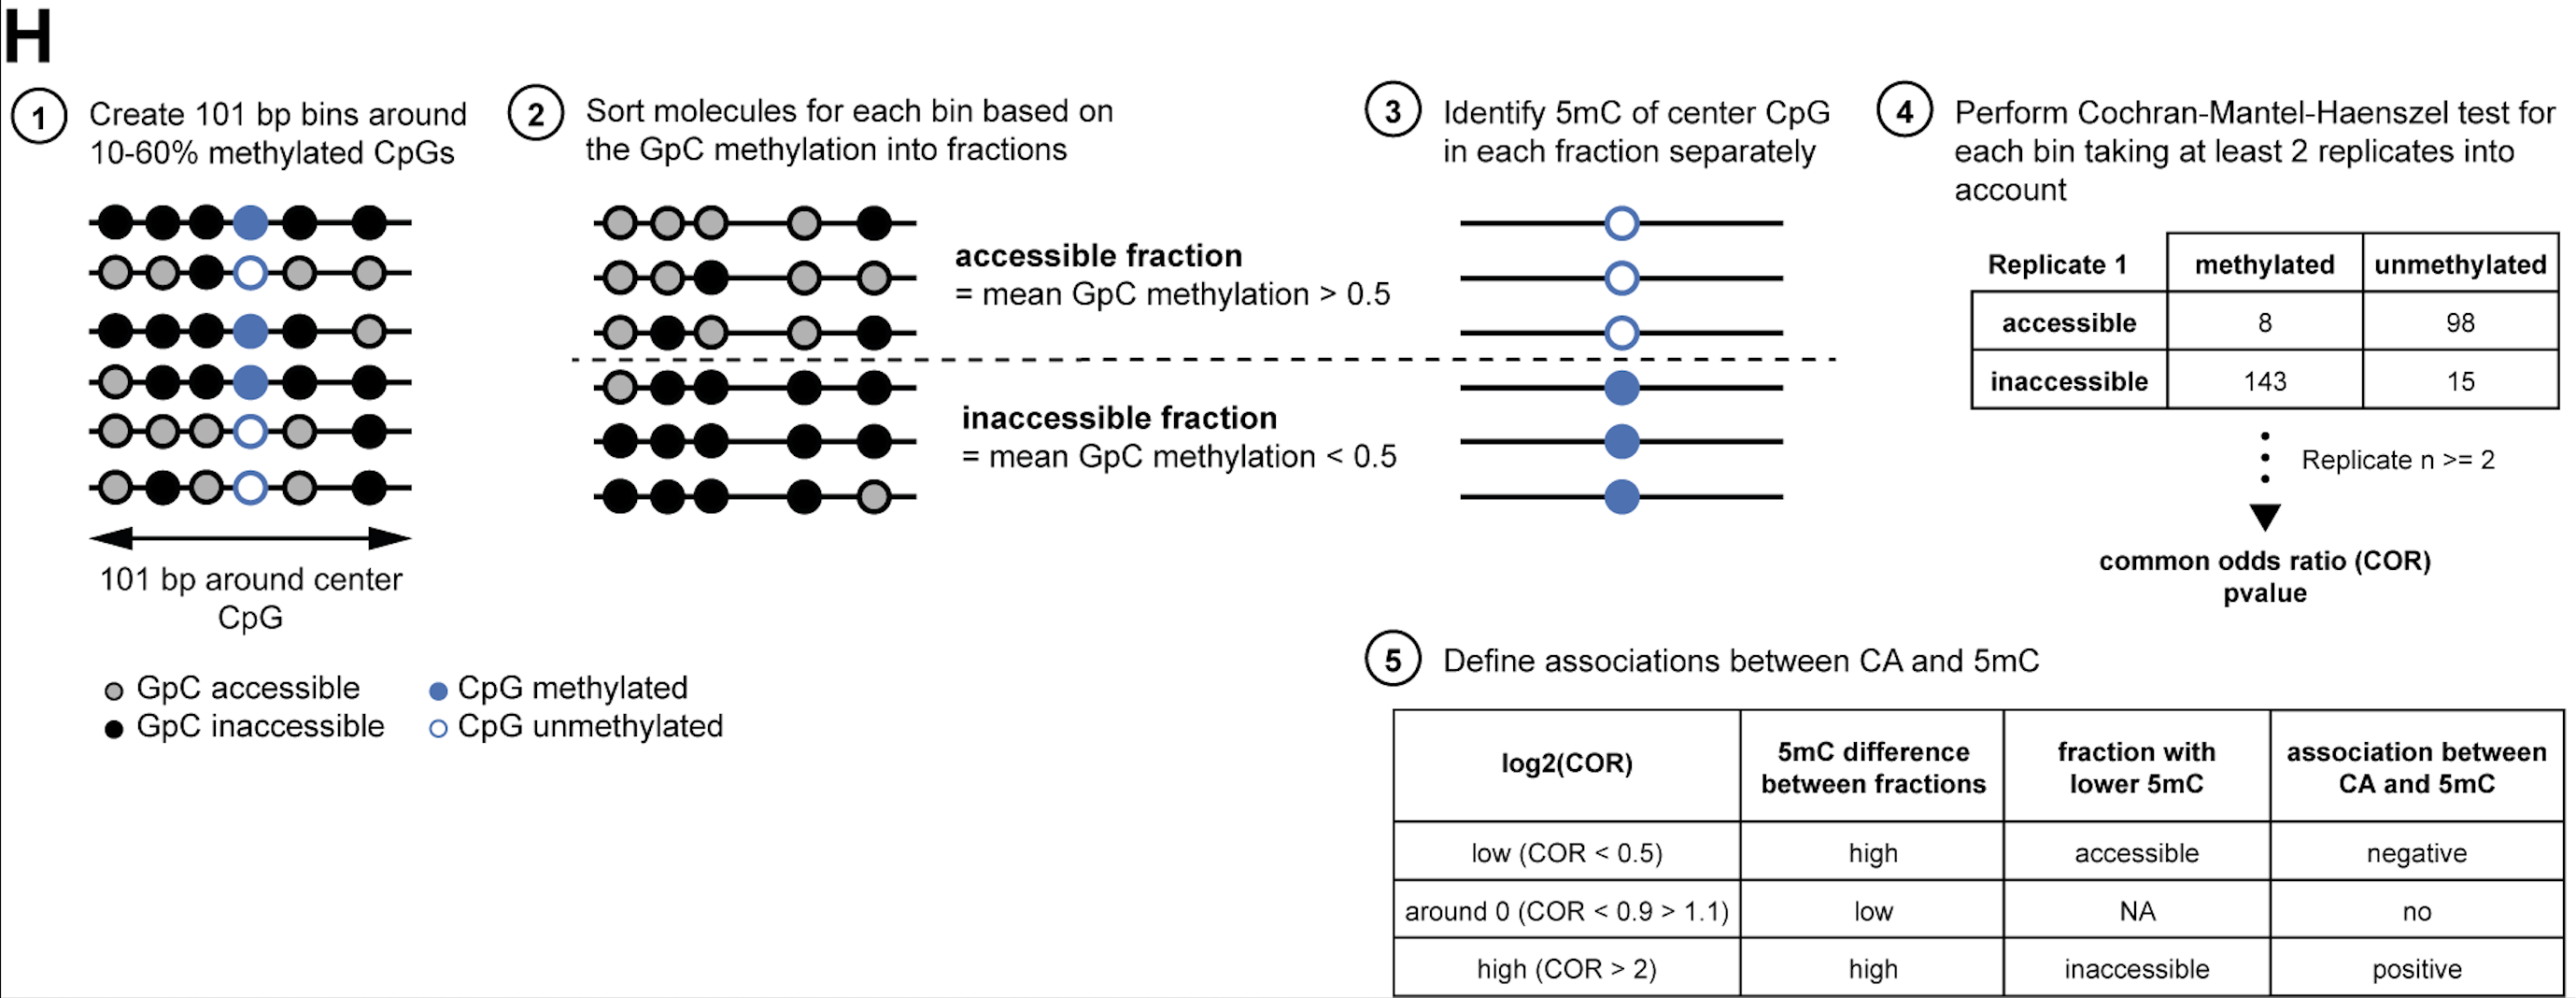 H
1 Create 101 bp bins around
10-60% methylated CpGs
101 bp around center
CpG
GpC accessible
GpC inaccessible
CpG methylated
CpG unmethylated
2 Sort molecules for each bin based on
the GpC methylation into fractions
accessible fraction
= mean GpC methylation > 0.5
inaccessible fraction
= mean GpC methylation < 0.5
3 Identify 5mC of center CpG
in each fraction separately
4 Perform Cochran-Mantel-Haenszel test for
each bin taking at least 2 replicates into
account
Replicate 1 methylated unmethylated
accessible 8 98
inaccessible 143 15
Replicate n >= 2
common odds ratio (COR)
pvalue
5 Define associations between CA and 5mC
log2(COR) 5mC difference between fractions fraction with lower 5mC association between CA and 5mC
low (COR < 0.5) high accessible negative
around 0 (COR < 0.9 > 1.1) low NA no
high (COR > 2) high inaccessible positive